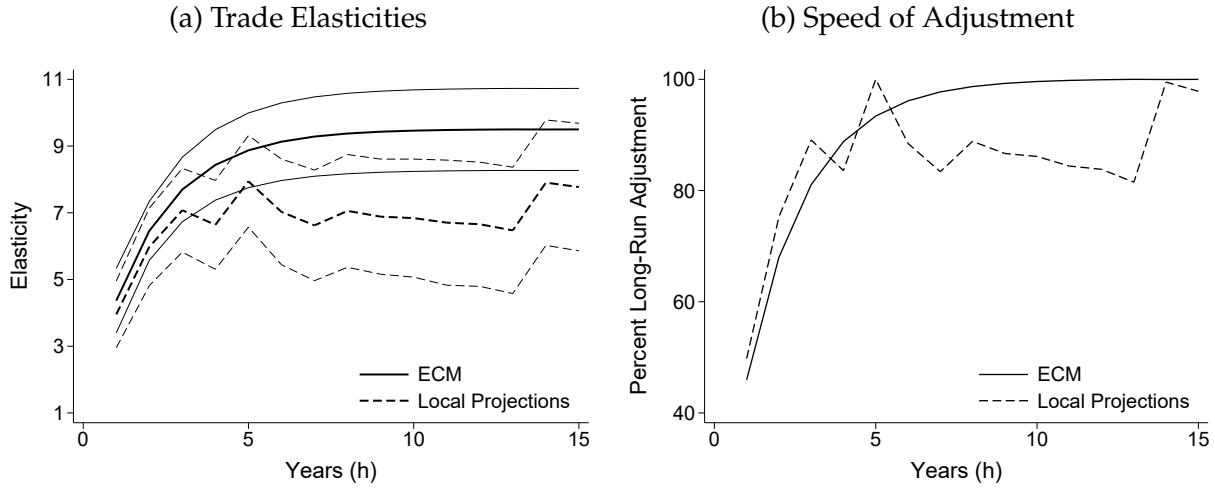 (a) Trade Elasticities
11
9
7
5
3
1
Elasticity
ECM
Local Projections
0
5
10
15
Years (h)
(b) Speed of Adjustment
100
80
60
40
Percent Long-Run Adjustment
ECM
Local Projections
0
5
10
15
Years (h)